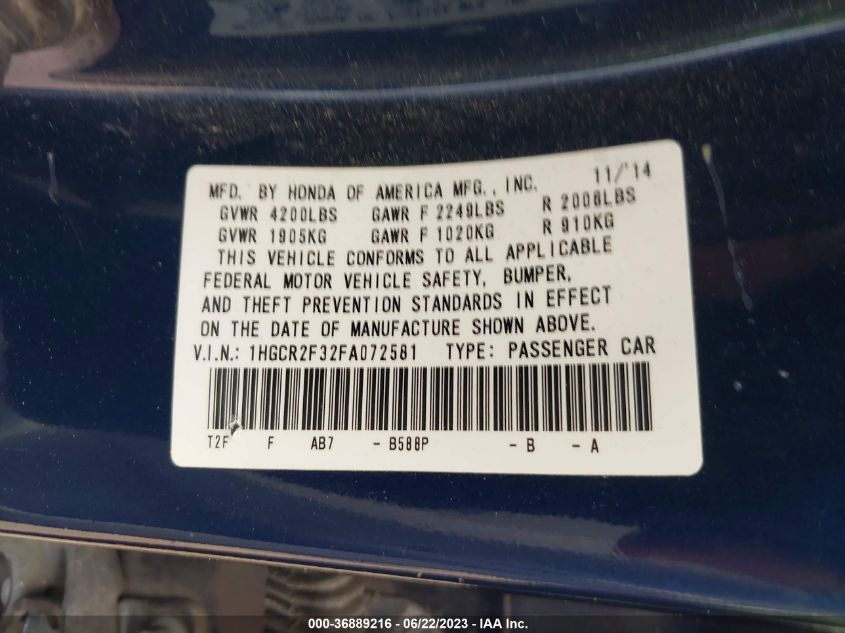 MFD. BY HONDA OF AMERICA MFG., INC. 11/'14
GVWR 4200LBS GAWR F 2249LBS R 2006LBS
GVWR 1905KG GAWR F 1020KG R 910KG
THIS VEHICLE CONFORMS TO ALL APPLICABLE
FEDERAL MOTOR VEHICLE SAFETY, BUMPER,
AND THEFT PREVENTION STANDARDS IN EFFECT
ON THE DATE OF MANUFACTURE SHOWN ABOVE.
V.I.N.: 1HGCR2F32FA072581 TYPE: PASSENGER CAR
T2F F AB7 - B588P - B - A
000-36889216 - 06/22/2023 - IAA Inc.